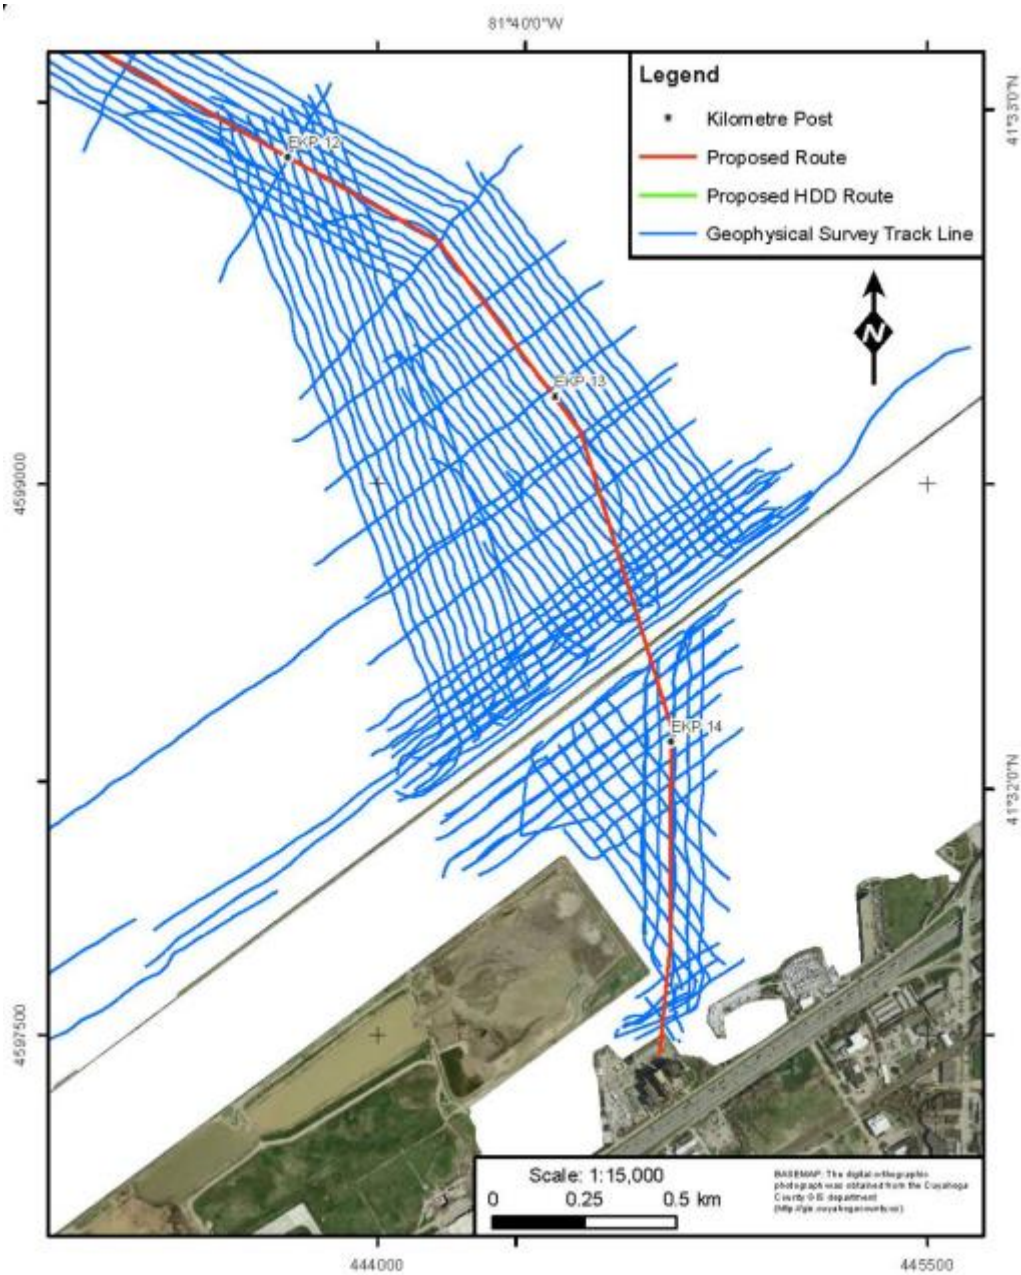 81°40'0"W
Legend
Kilometre Post
Proposed Route
Proposed HDD Route
Geophysical Survey Track Line
41°33'0"N
N
EKP-12
EKP-13
4599000
EKP-14
41°32'0"N
4597500
Scale: 1:15,000
0 0.25 0.5 km
BASEMAP: The digital orthographic
photograph was obtained from the Cuyahoga
County GIS department
444000
445500